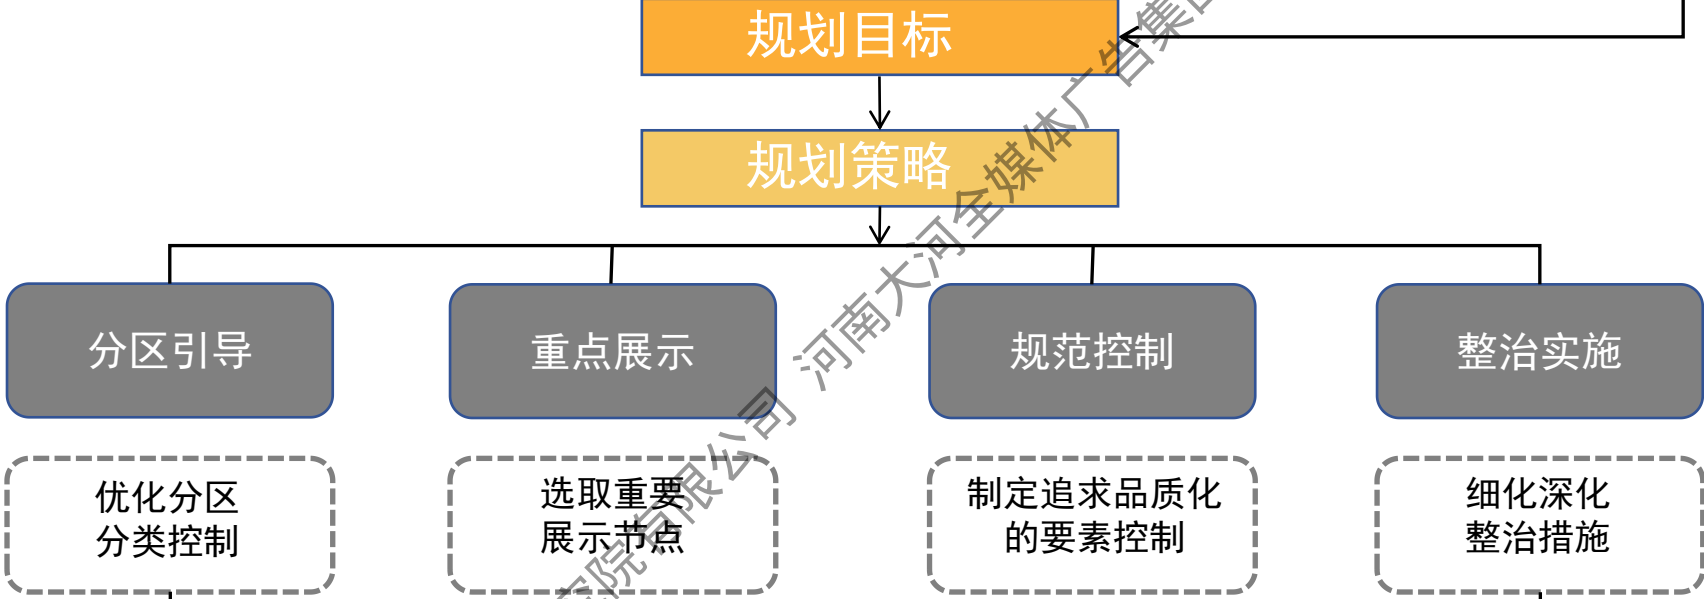 规划目标
规划策略
分区引导
重点展示
规范控制
整治实施
优化分区
分类控制
选取重要
展示节点
制定追求品质化
的要素控制
细化深化
整治措施
究院有限公司 河南大河全媒体广告集团